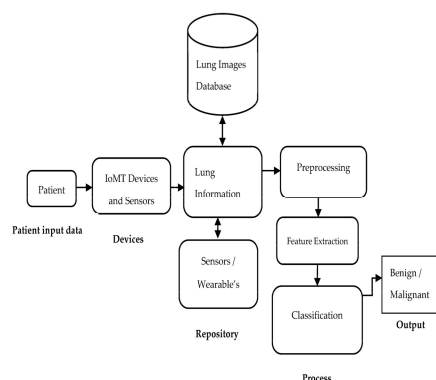 Lung Images
Database
Patient
IoMT Devices
and Sensors
Lung
Information
Preprocessing
Patient input data
Devices
Sensors /
Wearable's
Repository
Feature Extraction
Classification
Benign /
Malignant
Output
Process